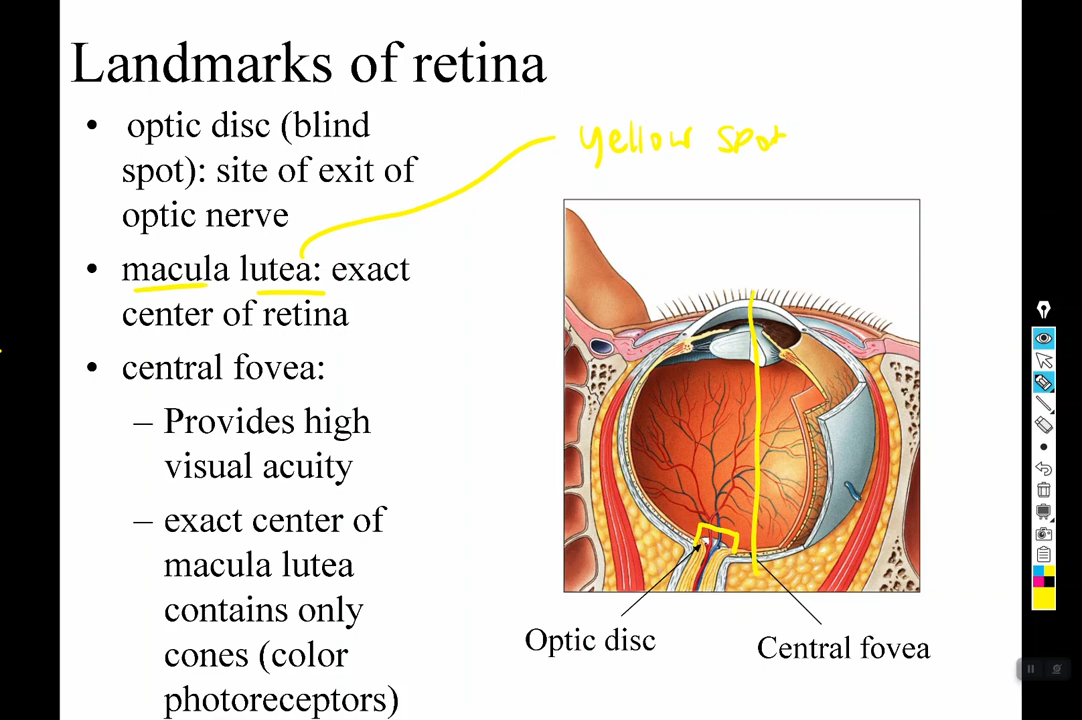 Landmarks of retina
• optic disc (blind
spot): site of exit of
optic nerve
yellow spot
• macula lutea: exact
center of retina
• central fovea:
– Provides high
visual acuity
– exact center of
macula lutea
contains only
cones (color
photoreceptors)
Optic disc
Central fovea